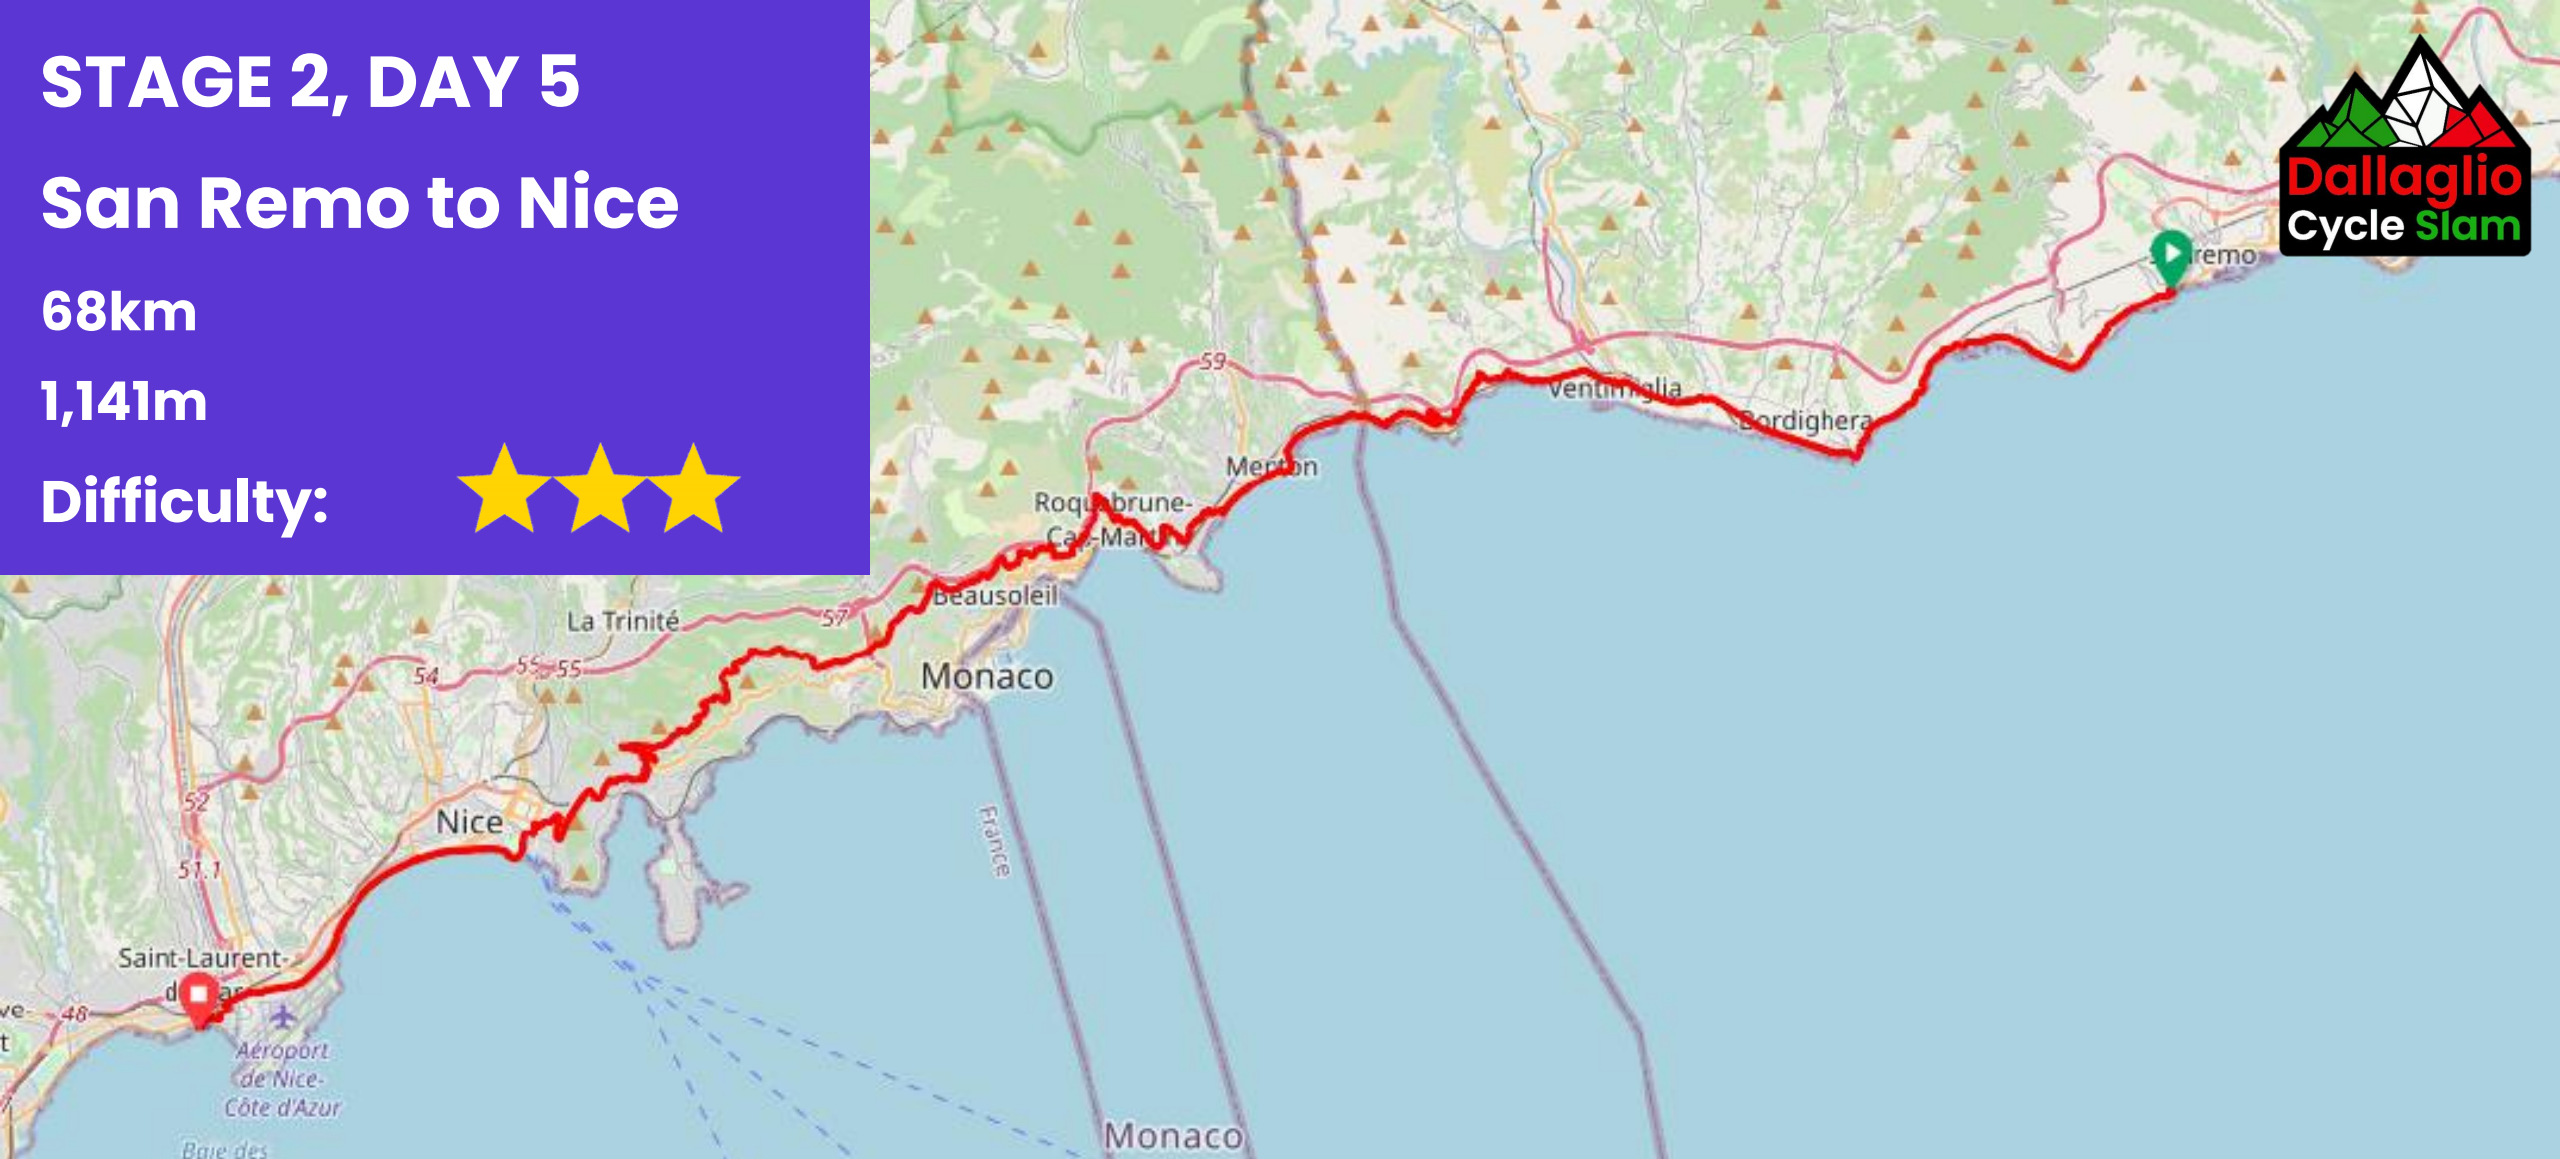 STAGE 2, DAY 5
San Remo to Nice
68km
1,141m
Difficulty:
Dallaglio
Cycle Slam
59
Ventimiglia
Bordighera
Menton
Roquebrune-
Cap-Martin
Beausoleil
La Trinité
57
Monaco
55
55
54
52
Nice
51.1
France
Saint-Laurent-
48
Aéroport
de Nice-
Côte d'Azur
Monaco
Baie des